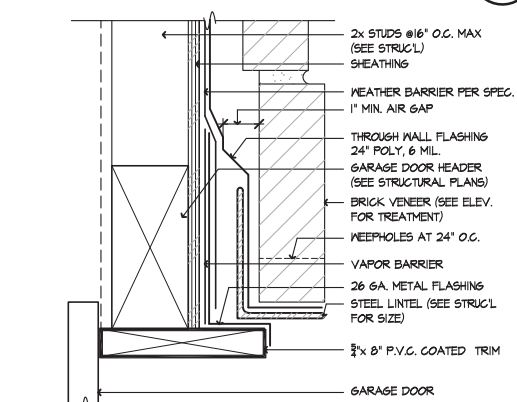 2x STUDS @16" O.C. MAX
(SEE STRUC'L)
SHEATHING
WEATHER BARRIER PER SPEC.
1" MIN. AIR GAP
THROUGH WALL FLASHING
24" POLY, 6 MIL.
GARAGE DOOR HEADER
(SEE STRUCTURAL PLANS)
BRICK VENEER (SEE ELEV.
FOR TREATMENT)
WEEPHOLES AT 24" O.C.
VAPOR BARRIER
26 GA. METAL FLASHING
STEEL LINTEL (SEE STRUC'L
FOR SIZE)
5/4"x 8" P.V.C. COATED TRIM
GARAGE DOOR